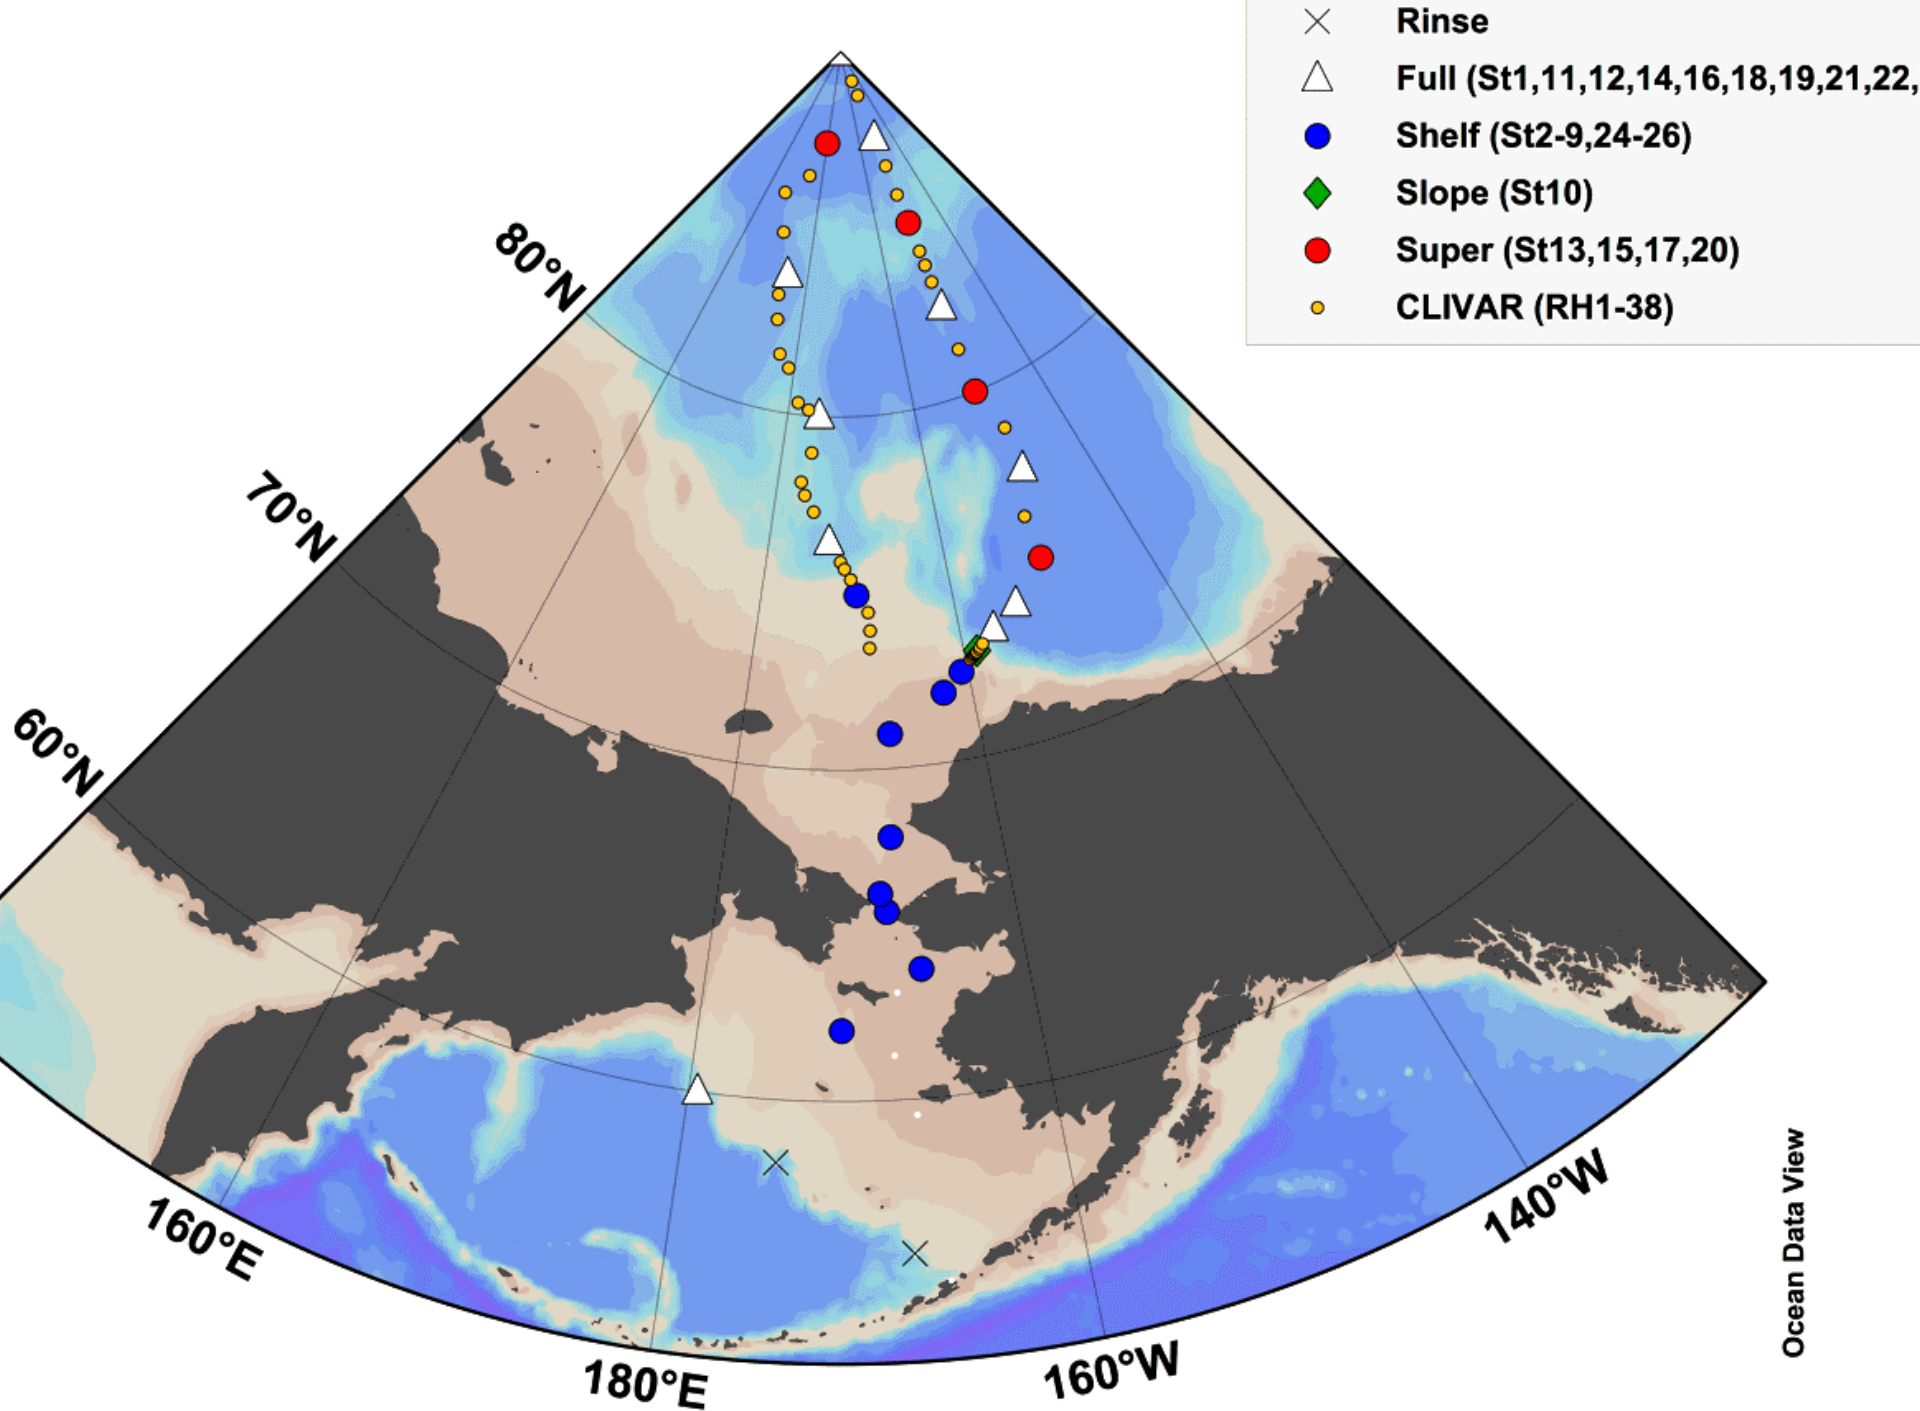 Rinse
Full (St1,11,12,14,16,18,19,21,22,
Shelf (St2-9,24-26)
Slope (St10)
Super (St13,15,17,20)
CLIVAR (RH1-38)
80°N
70°N
60°N
160°E
180°E
160°W
140°W
Ocean Data View